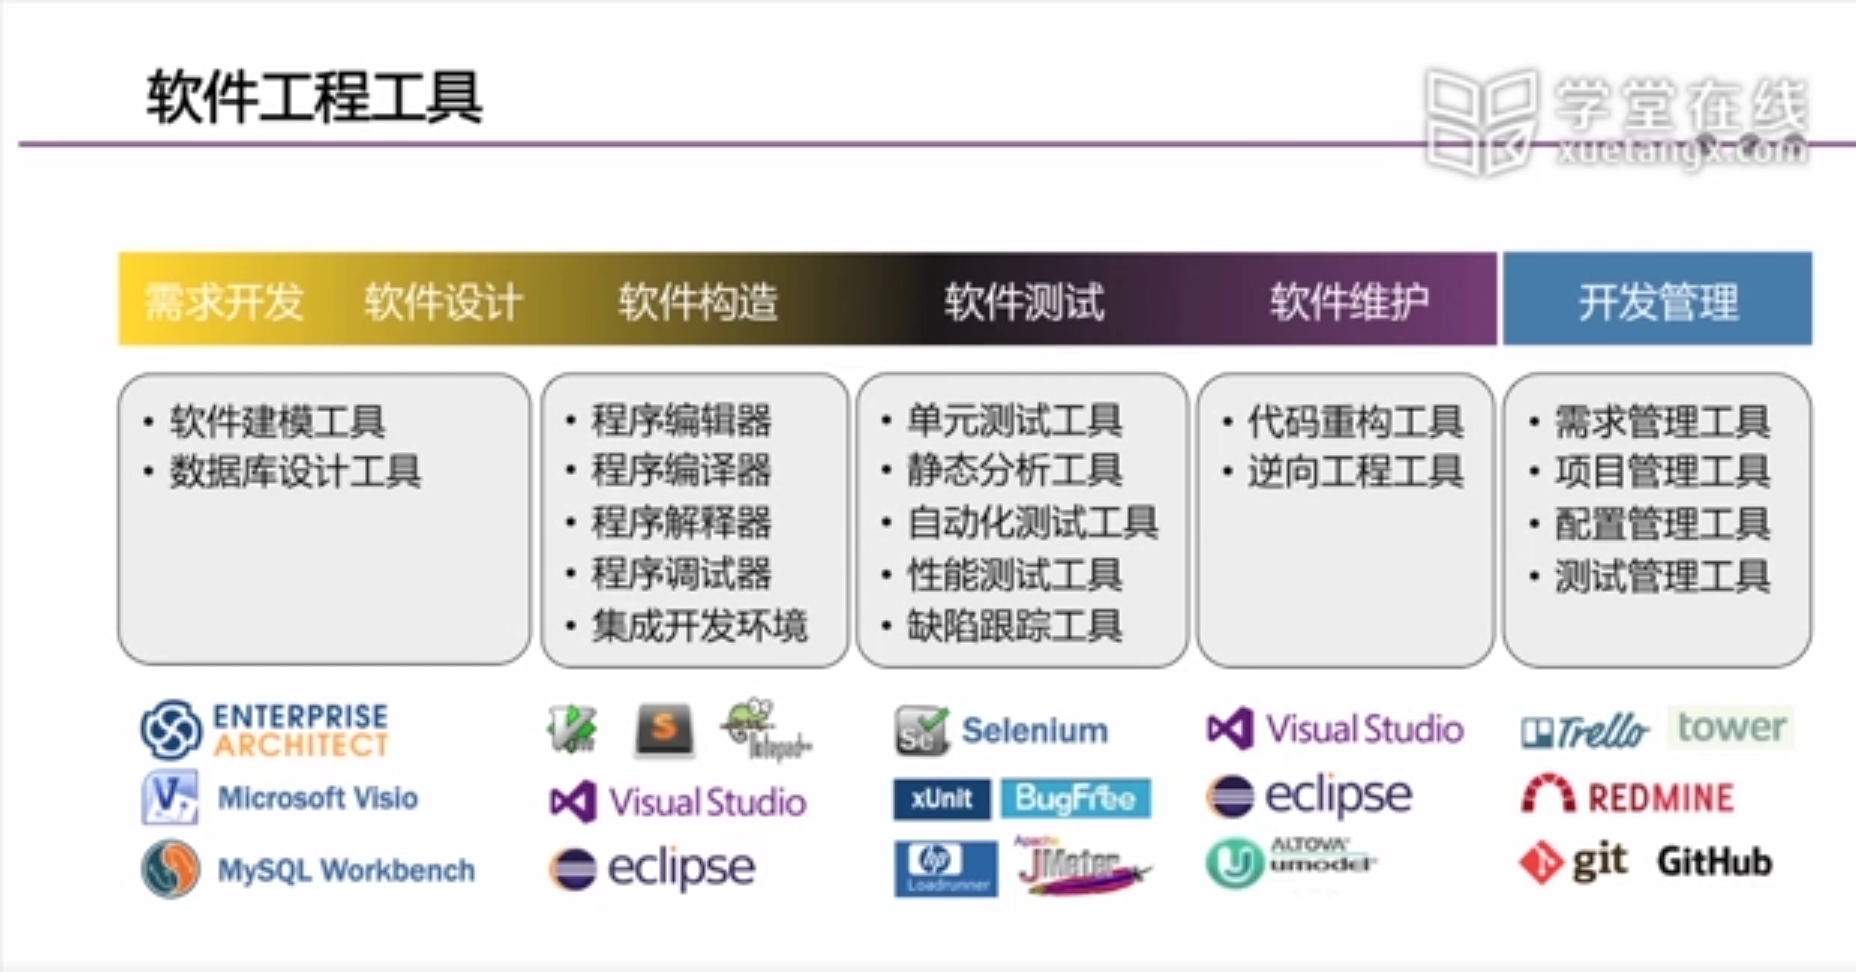 软件工程工具
学堂在线
xuetangx.com
需求开发 软件设计 软件构造 软件测试 软件维护 开发管理
• 软件建模工具
• 数据库设计工具
• 程序编辑器
• 程序编译器
• 程序解释器
• 程序调试器
• 集成开发环境
• 单元测试工具
• 静态分析工具
• 自动化测试工具
• 性能测试工具
• 缺陷跟踪工具
• 代码重构工具
• 逆向工程工具
• 需求管理工具
• 项目管理工具
• 配置管理工具
• 测试管理工具
ENTERPRISE
ARCHITECT
Microsoft Visio
MySQL Workbench
S
Notepad++
Visual Studio
eclipse
Se Selenium
xUnit BugFree
hp
Loadrunner
Apache
JMeter
Visual Studio
eclipse
ALTOVA®
umodel®
Trello tower
REDMINE
git GitHub